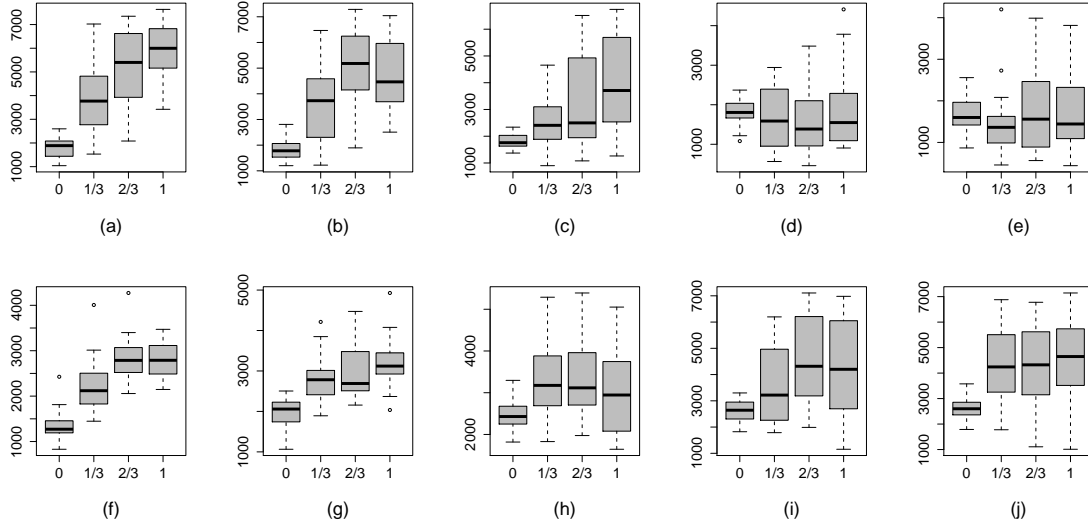 1000 3000 5000 7000
0 1/3 2/3 1
(a)
1000 3000 5000 7000
0 1/3 2/3 1
(b)
1000 3000 5000
0 1/3 2/3 1
(c)
1000 3000
0 1/3 2/3 1
(d)
1000 3000
0 1/3 2/3 1
(e)
1000 2000 3000 4000
0 1/3 2/3 1
(f)
1000 3000 5000
0 1/3 2/3 1
(g)
2000 4000
0 1/3 2/3 1
(h)
1000 3000 5000 7000
0 1/3 2/3 1
(i)
1000 3000 5000 7000
0 1/3 2/3 1
(j)